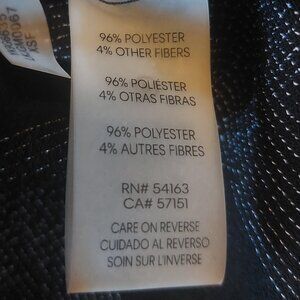 96% POLYESTER
4% OTHER FIBERS
96% POLIÉSTER
4% OTRAS FIBRAS
96% POLYESTER
4% AUTRES FIBRES
RN# 54163
CA# 57151
CARE ON REVERSE
CUIDADO AL REVERSO
SOIN SUR L'INVERSE